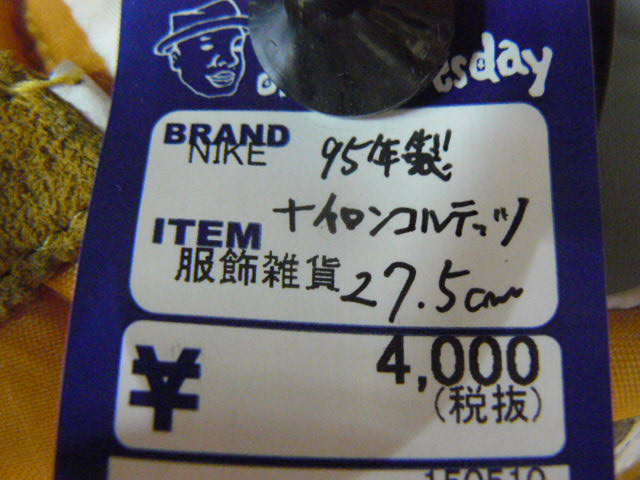 esday
BRAND
NIKE 95年製
ITEM ナイロンコルテッツ
服飾雑貨 27.5cm
¥ 4,000
(税抜)
150510